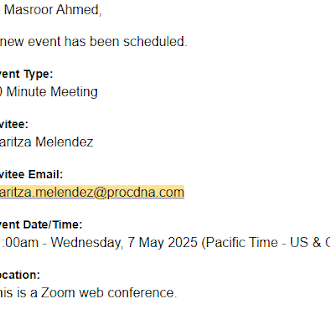 Masroor Ahmed,
new event has been scheduled.
vent Type:
0 Minute Meeting
vitee:
aritza Melendez
vitee Email:
aritza.melendez@procdna.com
vent Date/Time:
:00am - Wednesday, 7 May 2025 (Pacific Time - US & C
ocation:
his is a Zoom web conference.